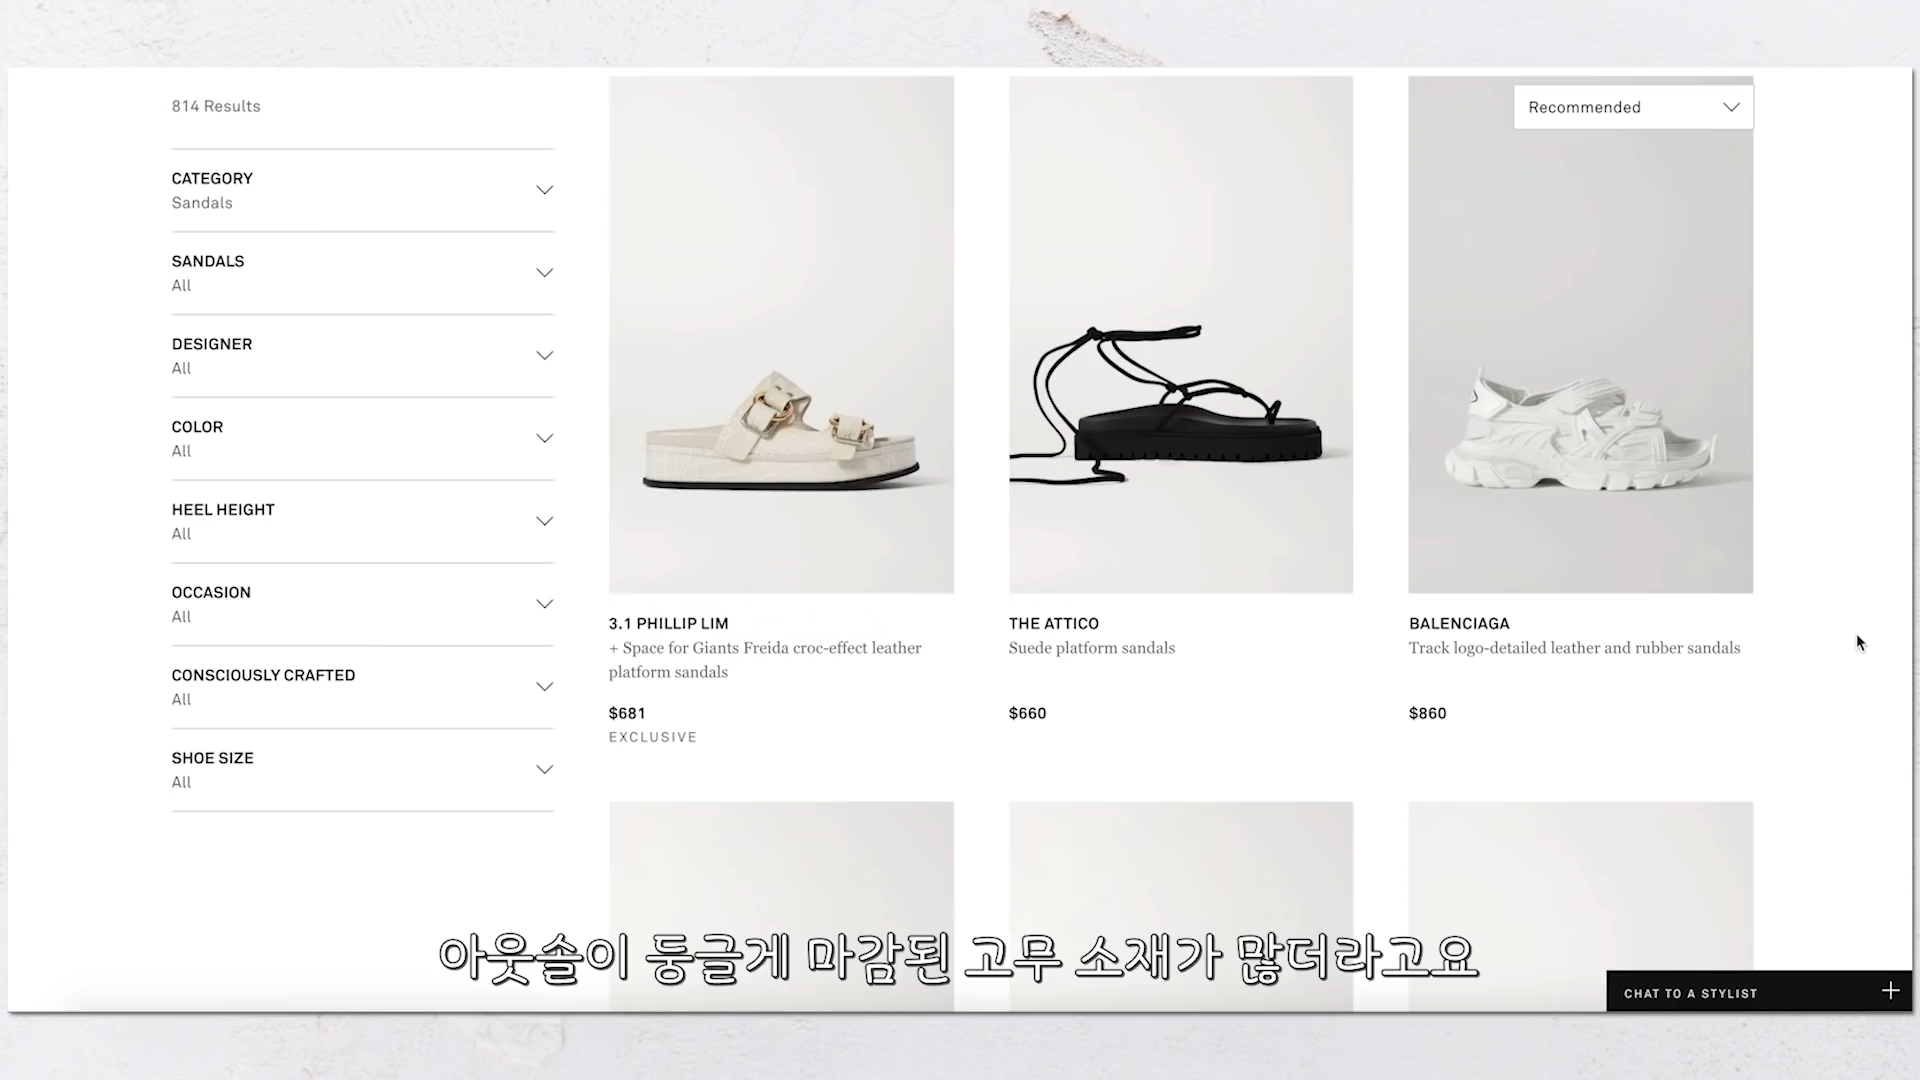 814 Results
Recommended
CATEGORY
Sandals
SANDALS
All
DESIGNER
All
COLOR
All
HEEL HEIGHT
All
OCCASION
All
CONSCIOUSLY CRAFTED
All
SHOE SIZE
All
3.1 PHILLIP LIM
+ Space for Giants Freida croc-effect leather
platform sandals
$681
EXCLUSIVE
THE ATTICO
Suede platform sandals
$660
BALENCIAGA
Track logo-detailed leather and rubber sandals
$860
아웃솔이 둥글게 마감된 고무 소재가 많더라고요
CHAT TO A STYLIST